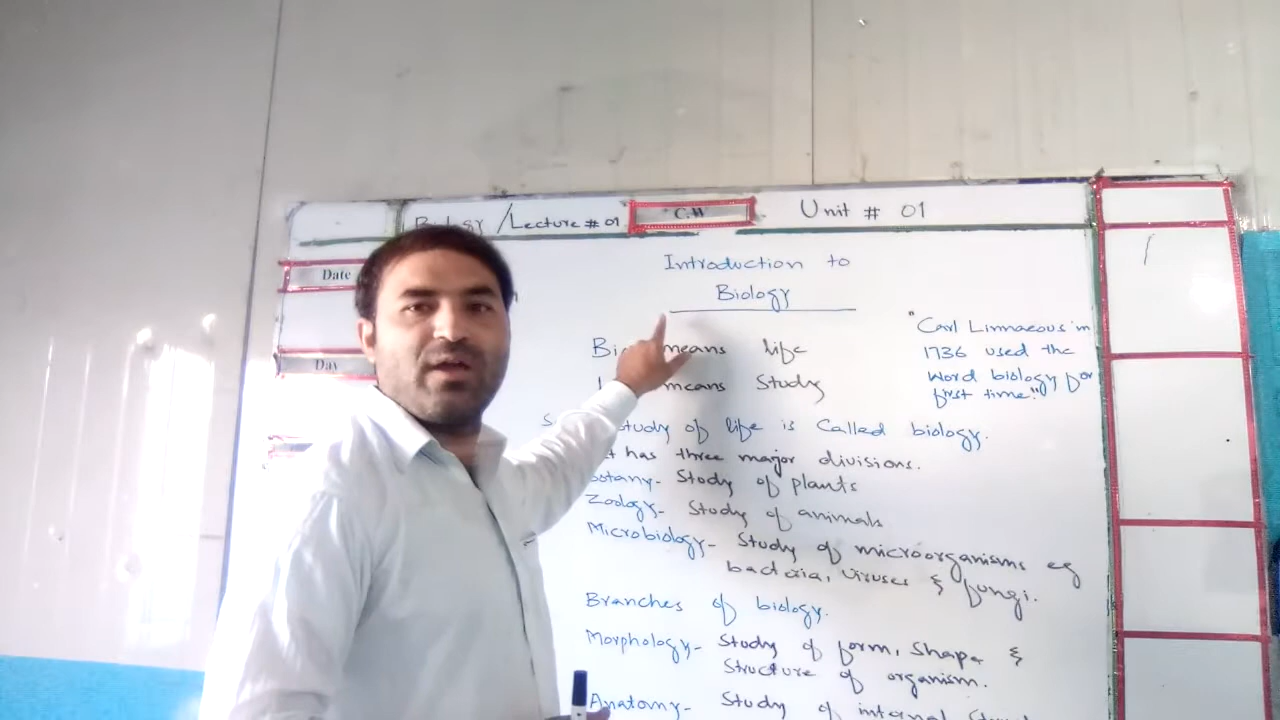 Biology / Lecture # 01
C.W
Unit # 01
Date
Day
Introduction to
Biology
means life
means Study
"Carl Linnaeous in
1736 used the
Word biology for
first time."
study of life is Called biology.
has three major divisions.
otany- Study of plants
Zoology- Study of animals
Microbiology- Study of microorganisms eg
bacteria, viruses & fungi.
Branches of biology.
Morphology- Study of form, Shape &
Structure of organism.
Anatomy- Study of internal